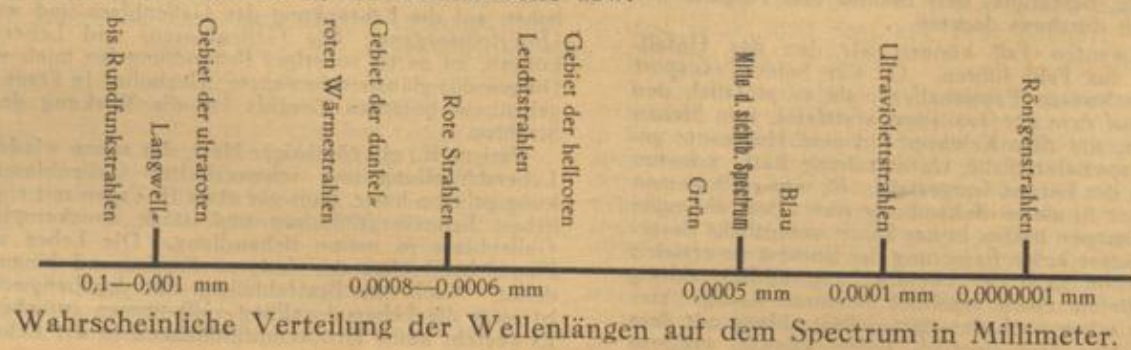 bis Rundfunkstrahlen
Langwell=
Gebiet der ultraroten
roten Wärmestrahlen
Gebiet der dunkel=
Rote Strahlen
Leuchtstrahlen
Gebiet der hellroten
Grün
Mitte d. sichtb. Spectrum
Blau
Ultraviolettstrahlen
Röntgenstrahlen
0,1—0,001 mm
0,0008—0,0006 mm
0,0005 mm
0,0001 mm
0,0000001 mm
Wahrscheinliche Verteilung der Wellenlängen auf dem Spectrum in Millimeter.